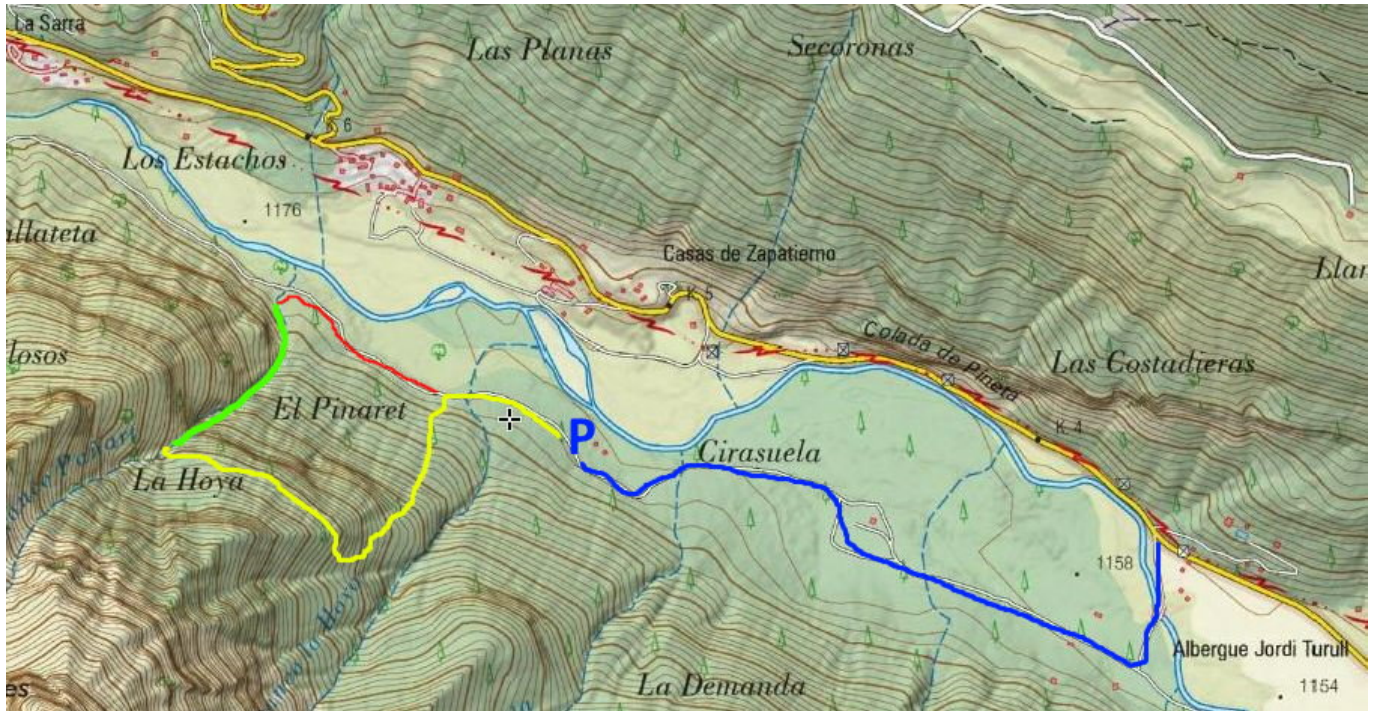 La Sarra
Las Planas
Secoronas
6
Los Estachos
1176
allateta
Casas de Zapatierno
K 5
Llan
Colada de Pineta
losos
Las Costadieras
El Pinaret
P
K 4
Cirasuela
La Hoya
1158
Albergue Jordi Turull
La Demanda
1154
es